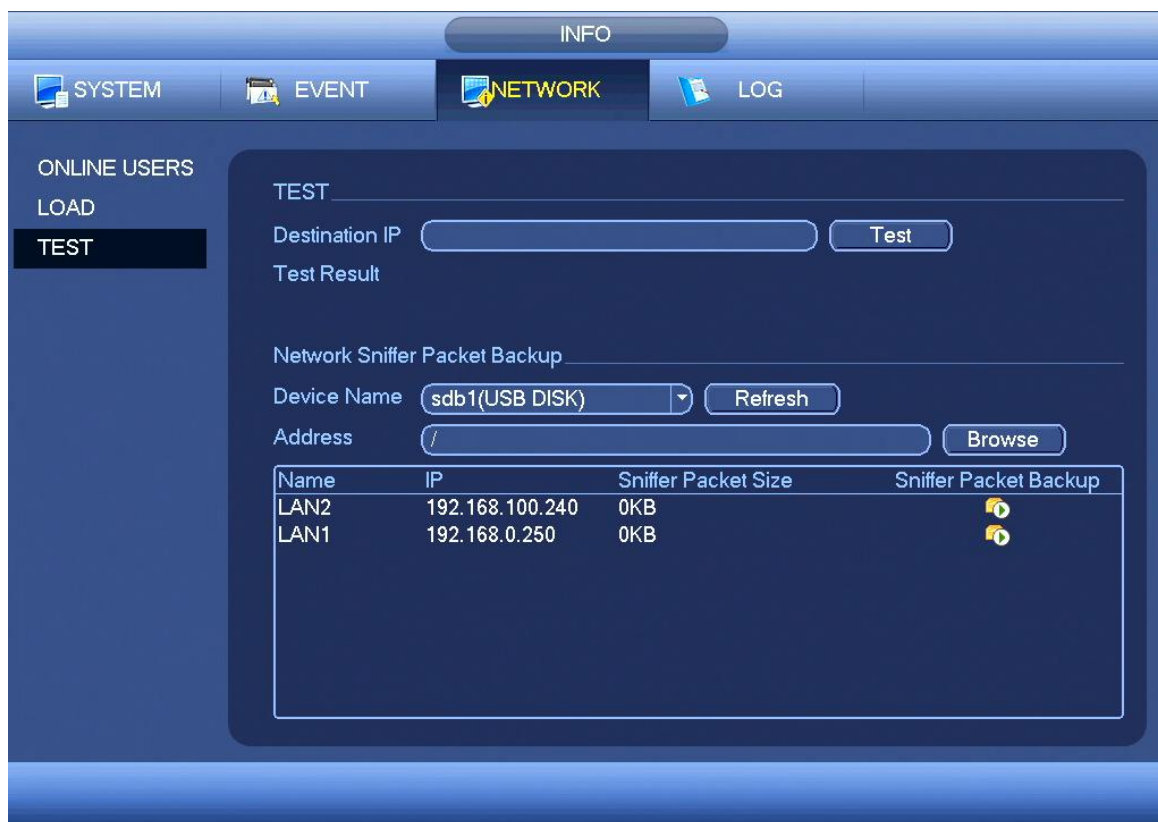 INFO
SYSTEM EVENT NETWORK LOG
ONLINE USERS
LOAD
TEST
TEST
Destination IP Test
Test Result
Network Sniffer Packet Backup
Device Name sdb1(USB DISK) Refresh
Address / Browse
Name IP Sniffer Packet Size Sniffer Packet Backup
LAN2 192.168.100.240 0KB
LAN1 192.168.0.250 0KB